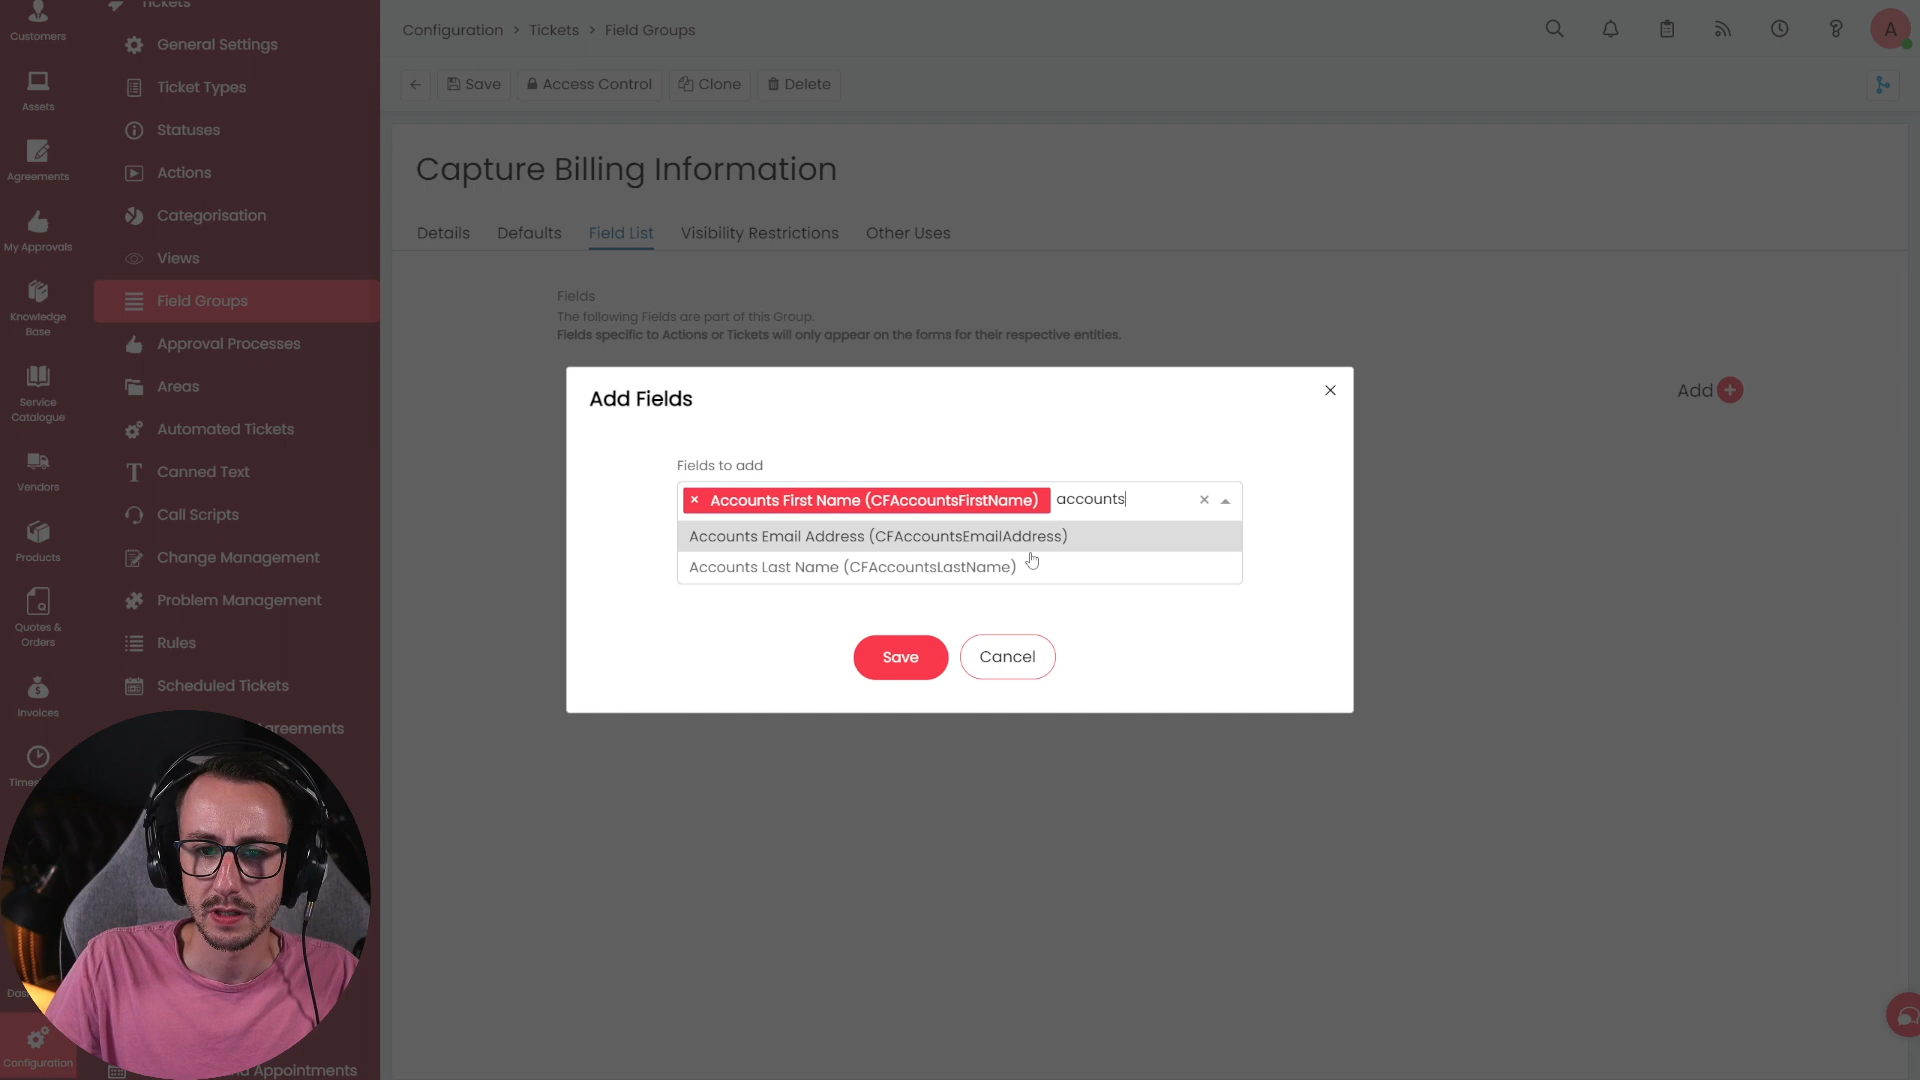 Customers
Assets
Agreements
My Approvals
Knowledge
Base
Service
Catalogue
Vendors
Products
Quotes &
Orders
Invoices
Configuration
Tickets
General Settings
Ticket Types
Statuses
Actions
Categorisation
Views
Field Groups
Approval Processes
Areas
Automated Tickets
Canned Text
Call Scripts
Change Management
Problem Management
Rules
Scheduled Tickets
Appointments
Configuration > Tickets > Field Groups
A
Save
Access Control
Clone
Delete
Capture Billing Information
Details
Defaults
Field List
Visibility Restrictions
Other Uses
Fields
The following Fields are part of this Group.
Fields specific to Actions or Tickets will only appear on the forms for their respective entities.
Add
Add Fields
Fields to add
× Accounts First Name (CFAccountsFirstName) accounts
Accounts Email Address (CFAccountsEmailAddress)
Accounts Last Name (CFAccountsLastName)
Save
Cancel